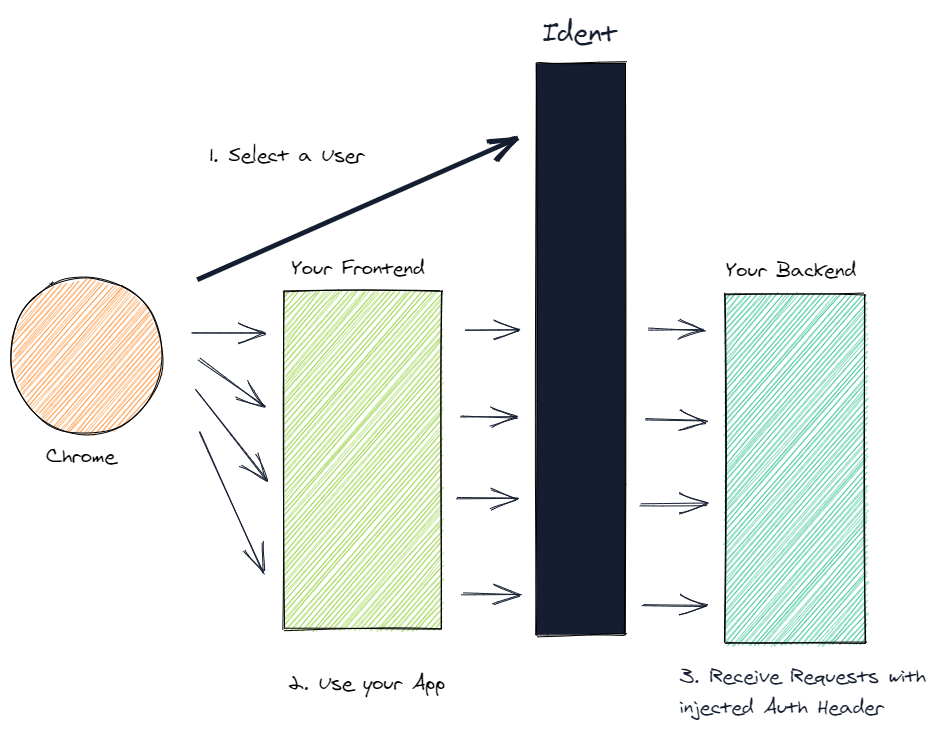 Ident
1. Select a User
Your Frontend
Your Backend
Chrome
2. Use your App
3. Receive Requests with
injected Auth Header